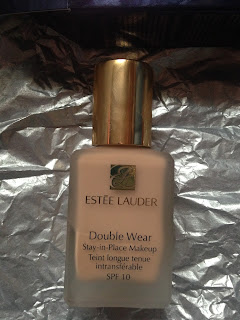 ESTĒE LAUDER
Double Wear
Stay-in-Place Makeup
Teint longue tenue
intransférable
SPF 10